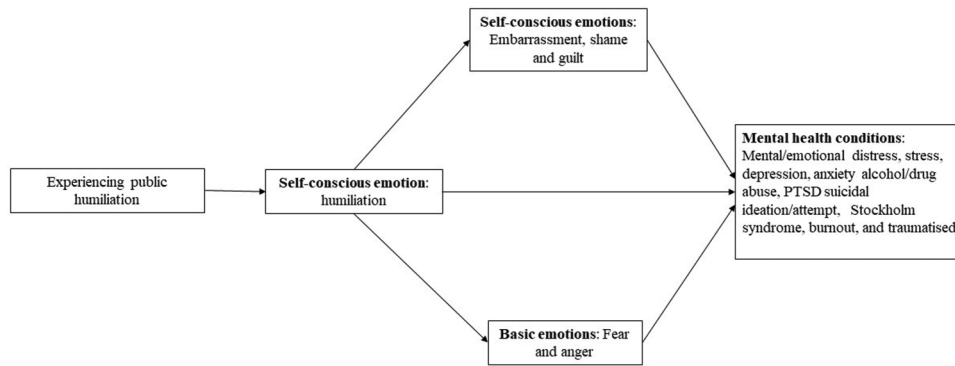 Self-conscious emotions:
Embarrassment, shame
and guilt
Mental health conditions:
Mental/emotional distress, stress,
depression, anxiety alcohol/drug
abuse, PTSD suicidal
ideation/attempt, Stockholm
syndrome, burnout, and traumatised
Experiencing public
humiliation
Self-conscious emotion:
humiliation
Basic emotions: Fear
and anger